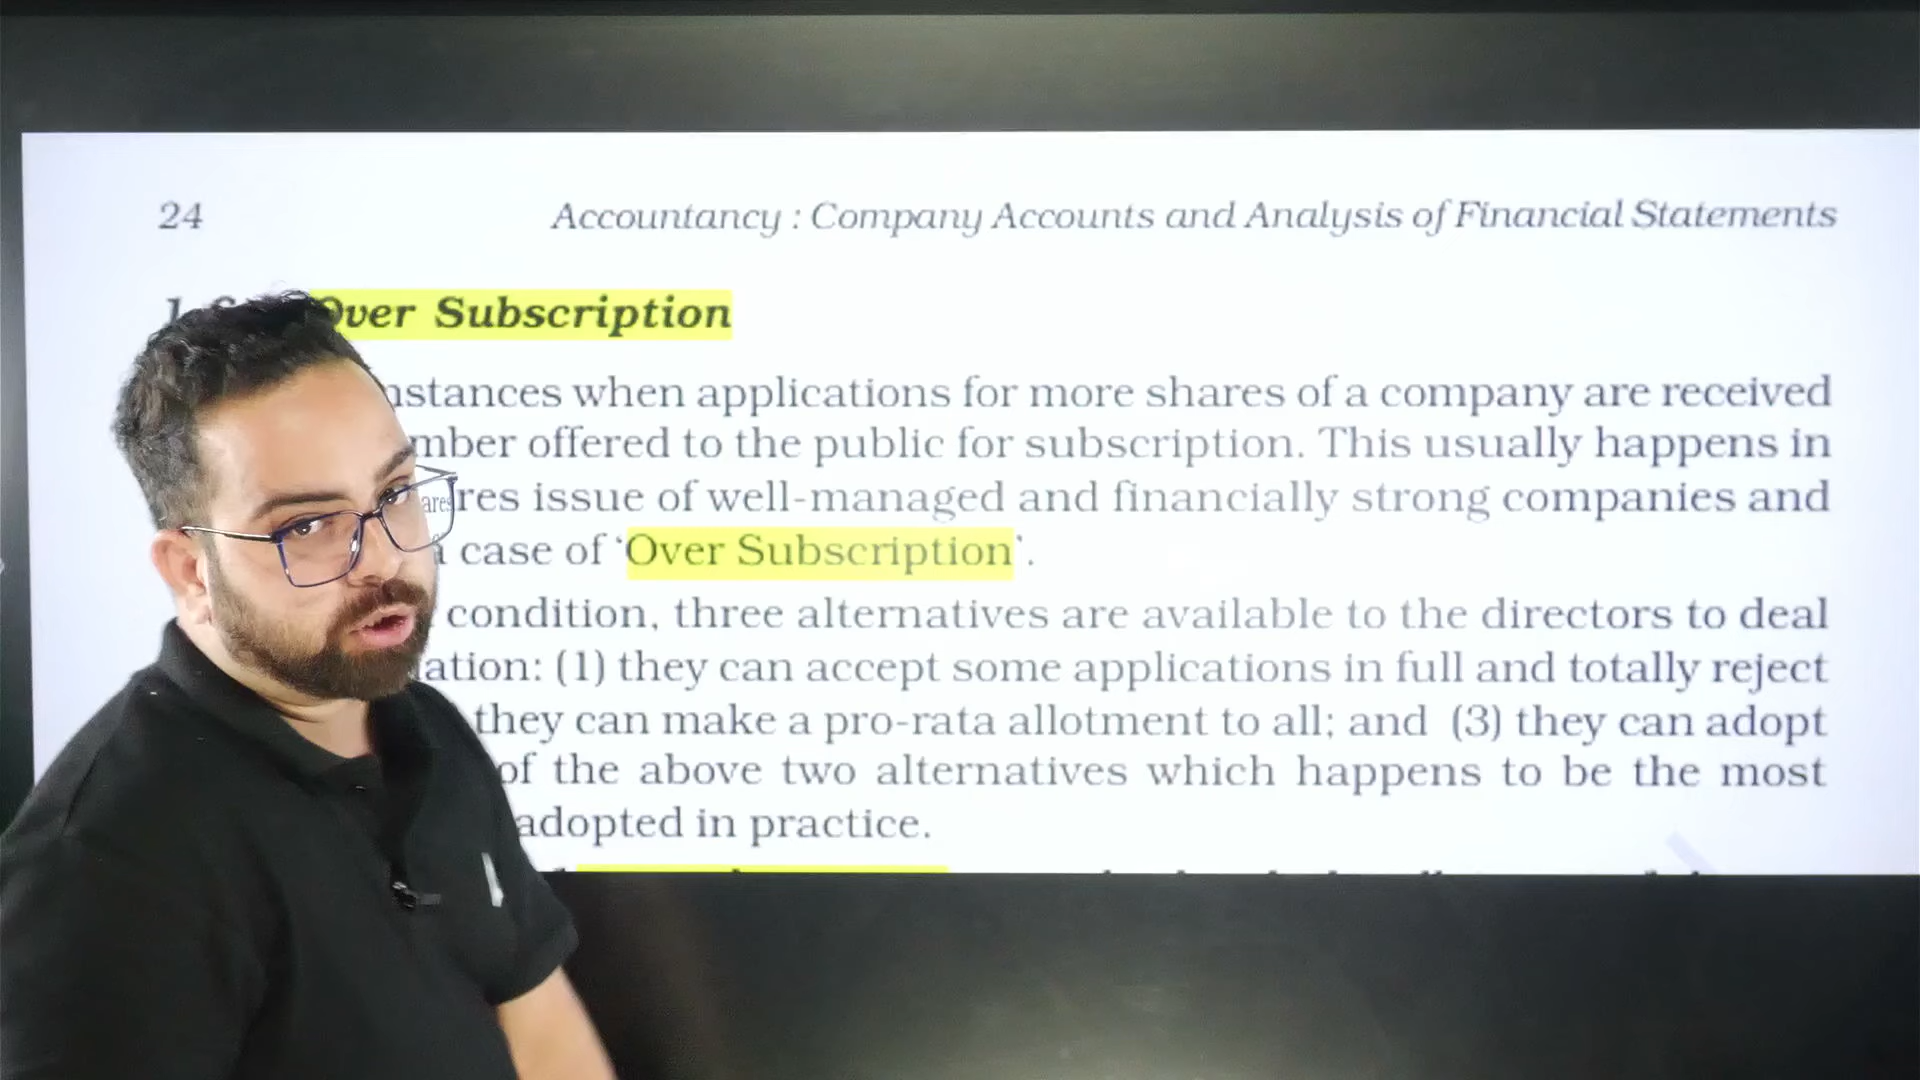 24 Accountancy : Company Accounts and Analysis of Financial Statements
Over Subscription
when applications for more shares of a company are received
offered to the public for subscription. This usually happens in
issue of well-managed and financially strong companies and
case of ‘Over Subscription’.
condition, three alternatives are available to the directors to deal
(1) they can accept some applications in full and totally reject
they can make a pro-rata allotment to all; and (3) they can adopt
of the above two alternatives which happens to be the most
adopted in practice.